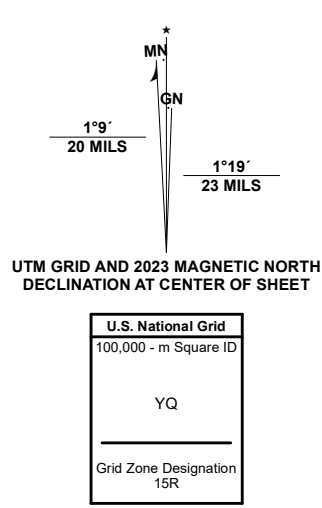 ★
MN
GN
1°9´
20 MILS
1°19´
23 MILS
UTM GRID AND 2023 MAGNETIC NORTH
DECLINATION AT CENTER OF SHEET
U.S. National Grid
100,000 - m Square ID
YQ
Grid Zone Designation
15R